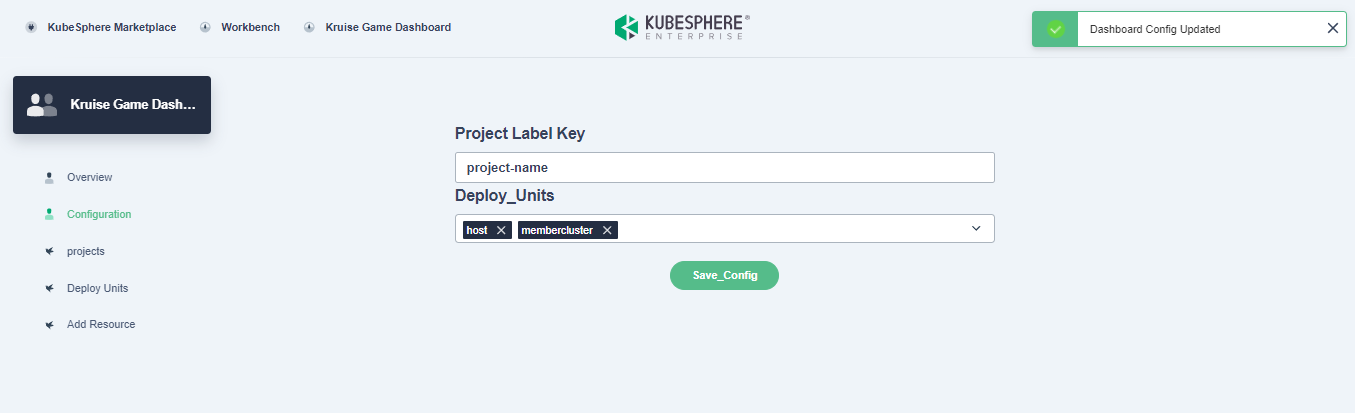 KubeSphere Marketplace
Workbench
Kruise Game Dashboard
KUBESPHERE®
ENTERPRISE
Dashboard Config Updated
Kruise Game Dash...
Overview
Configuration
projects
Deploy Units
Add Resource
Project Label Key
project-name
Deploy_Units
host
membercluster
Save_Config